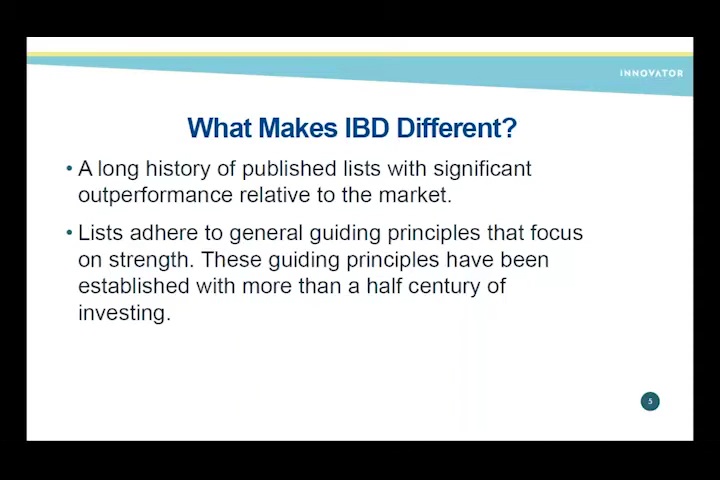 INNOVATOR
What Makes IBD Different?
• A long history of published lists with significant
outperformance relative to the market.
• Lists adhere to general guiding principles that focus
on strength. These guiding principles have been
established with more than a half century of
investing.
5